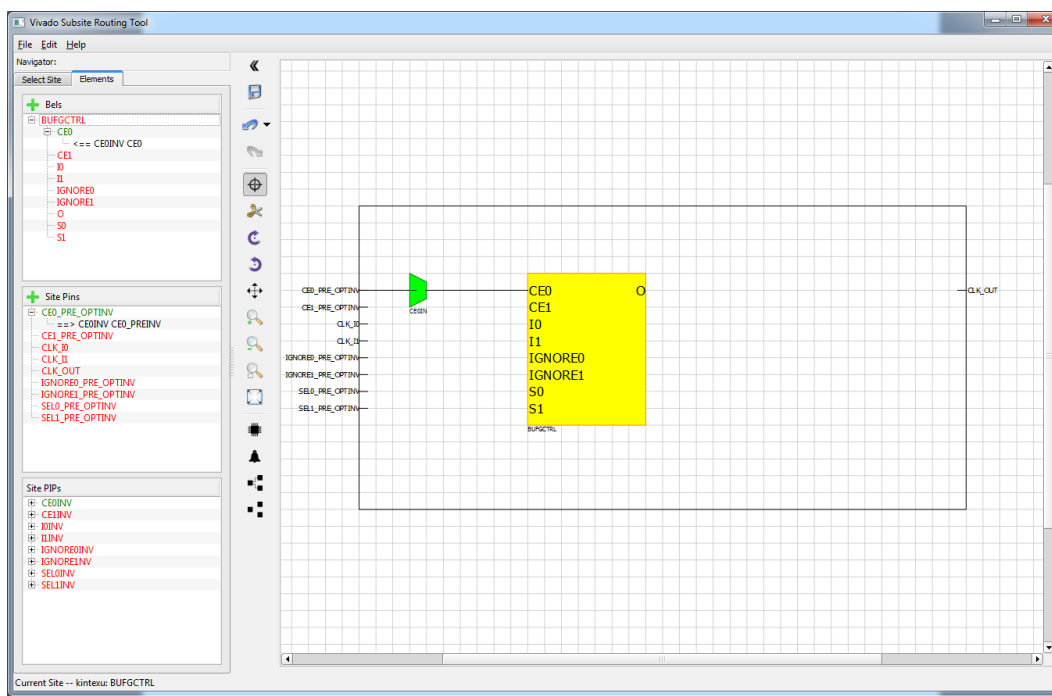 Vivado Subsite Routing Tool
File Edit Help
Navigator:
Select Site Elements
Bels
BUFGCTRL
CE0
<== CE0INV CE0
CE1
I0
I1
IGNORE0
IGNORE1
O
S0
S1
Site Pins
CE0_PRE_OPTINV
==> CE0INV CE0_PREINV
CE1_PRE_OPTINV
CLK_I0
CLK_I1
CLK_OUT
IGNORE0_PRE_OPTINV
IGNORE1_PRE_OPTINV
SEL0_PRE_OPTINV
SEL1_PRE_OPTINV
Site PIPs
CE0INV
CE1INV
I0INV
I1INV
IGNORE0INV
IGNORE1NV
SEL0INV
SEL1INV
CE0_PRE_OPTINV
CE1_PRE_OPTINV
CLK_I0
CLK_I1
IGNORE0_PRE_OPTINV
IGNORE1_PRE_OPTINV
SEL0_PRE_OPTINV
SEL1_PRE_OPTINV
CE0IN
CE0 O
CE1
I0
I1
IGNORE0
IGNORE1
S0
S1
BUFGCTRL
CLK_OUT
Current Site -- kintexu: BUFGCTRL